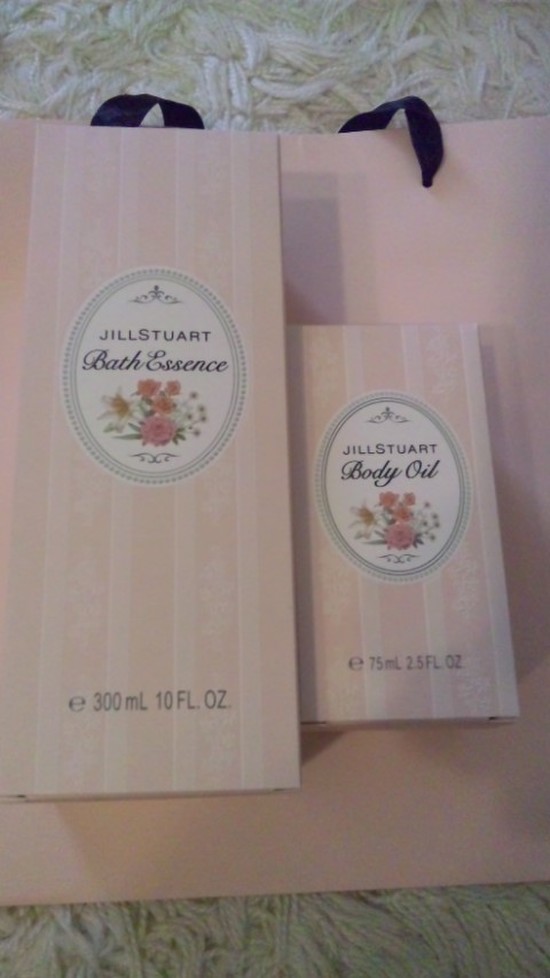 JILLSTUART
Bath Essence
℮ 300 mL 10 FL. OZ.
JILLSTUART
Body Oil
℮ 75 mL 2.5 FL. OZ.